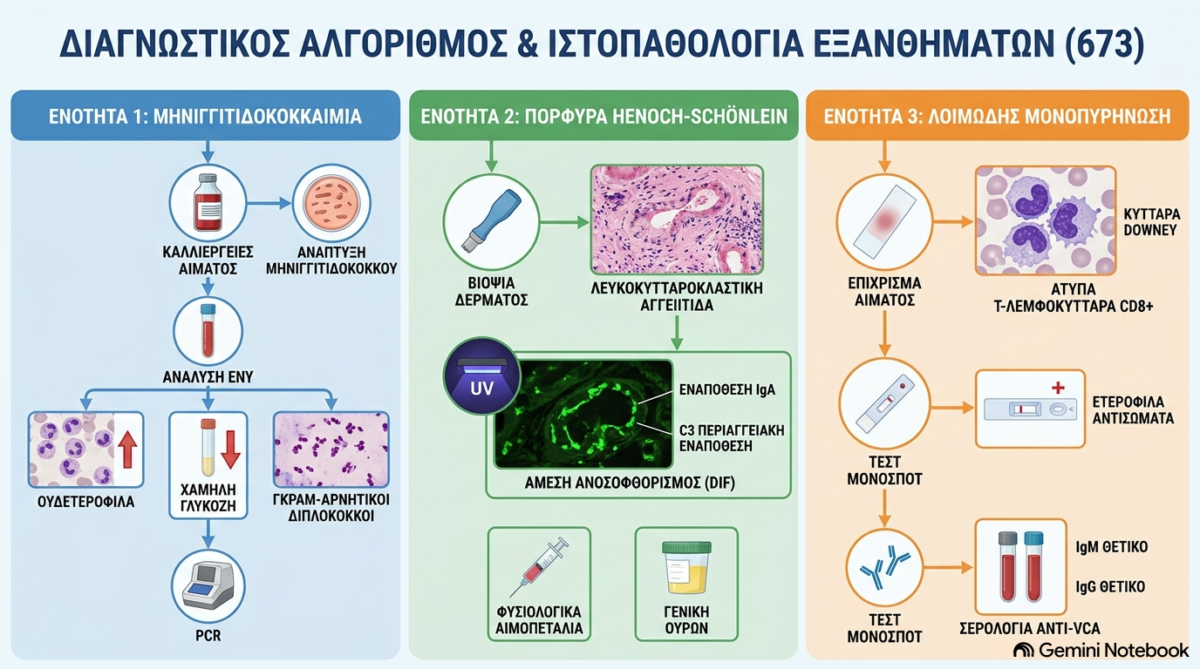 ΔΙΑΓΝΩΣΤΙΚΟΣ ΑΛΓΟΡΙΘΜΟΣ & ΙΣΤΟΠΑΘΟΛΟΓΙΑ ΕΞΑΝΘΗΜΑΤΩΝ (673)
ΕΝΟΤΗΤΑ 1: ΜΗΝΙΓΓΙΤΙΔΟΚΟΚΚΑΙΜΙΑ
ΚΑΛΛΙΕΡΓΕΙΕΣ
ΑΙΜΑΤΟΣ
ΑΝΑΠΤΥΞΗ
ΜΗΝΙΓΓΙΤΙΔΟΚΟΚΚΟΥ
ΑΝΑΛΥΣΗ ΕΝΥ
ΟΥΔΕΤΕΡΟΦΙΛΑ
ΧΑΜΗΛΗ
ΓΛΥΚΟΖΗ
ΓΚΡΑΜ-ΑΡΝΗΤΙΚΟΙ
ΔΙΠΛΟΚΟΚΚΟΙ
PCR
ΕΝΟΤΗΤΑ 2: ΠΟΡΦΥΡΑ HENOCH-SCHÖNLEIN
ΒΙΟΨΙΑ
ΔΕΡΜΑΤΟΣ
ΛΕΥΚΟΚΥΤΤΑΡΟΚΛΑΣΤΙΚΗ
ΑΓΓΕΙΙΤΙΔΑ
UV
ΕΝΑΠΟΘΕΣΗ IgA
C3 ΠΕΡΙΑΓΓΕΙΑΚΗ
ΕΝΑΠΟΘΕΣΗ
ΑΜΕΣΗ ΑΝΟΣΟΦΘΟΡΙΣΜΟΣ (DIF)
ΦΥΣΙΟΛΟΓΙΚΑ
ΑΙΜΟΠΕΤΑΛΙΑ
ΓΕΝΙΚΗ
ΟΥΡΩΝ
ΕΝΟΤΗΤΑ 3: ΛΟΙΜΩΔΗΣ ΜΟΝΟΠΥΡΗΝΩΣΗ
ΕΠΙΧΡΙΣΜΑ
ΑΙΜΑΤΟΣ
ΚΥΤΤΑΡΑ
DOWNEY
ΑΤΥΠΑ
Τ-ΛΕΜΦΟΚΥΤΤΑΡΑ CD8+
ΤΕΣΤ
ΜΟΝΟΣΠΟΤ
ΕΤΕΡΟΦΙΛΑ
ΑΝΤΙΣΩΜΑΤΑ
ΤΕΣΤ
ΜΟΝΟΣΠΟΤ
IgM ΘΕΤΙΚΟ
IgG ΘΕΤΙΚΟ
ΣΕΡΟΛΟΓΙΑ ANTI-VCA
Gemini Notebook